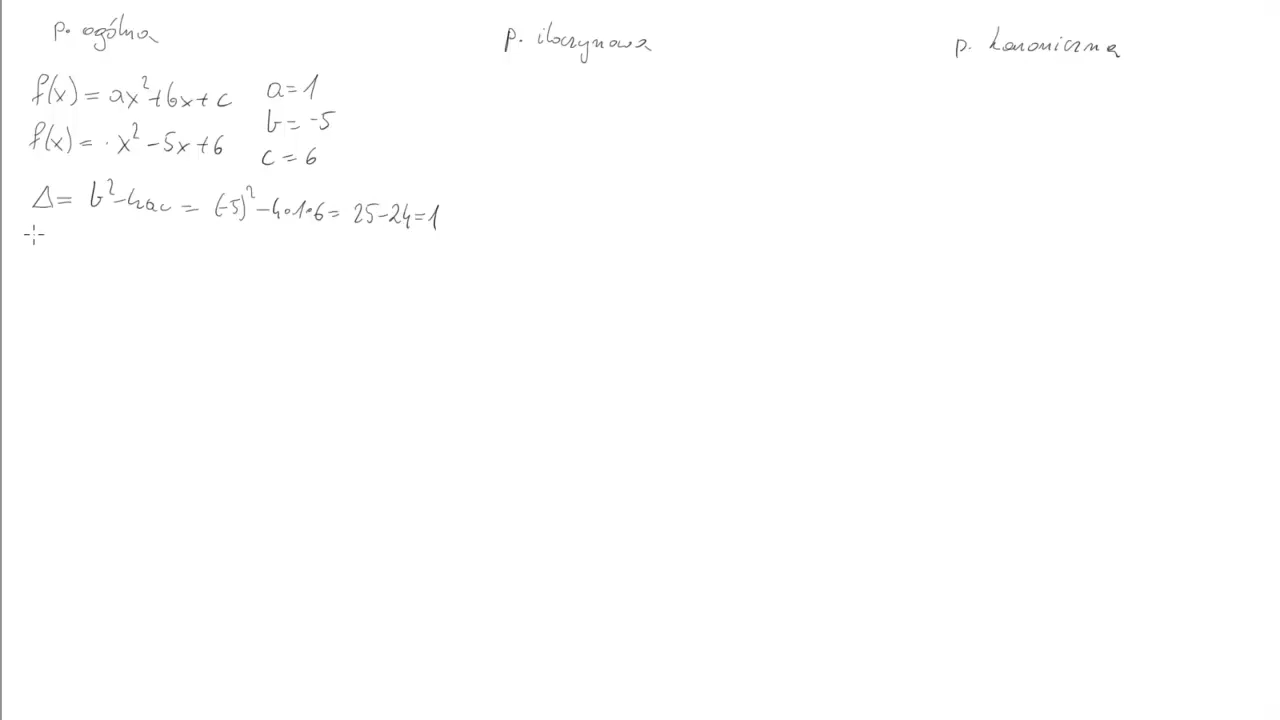 p. ogólna
p. iloczynowa
p. kanoniczna
f(x) = ax²+bx+c
a=1
b=-5
f(x) = x²-5x+6
c=6
Δ= b²-4ac = (-5)²-4•1•6= 25-24=1